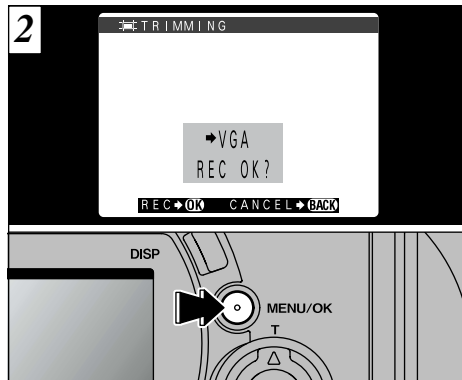 2
TRIMMING
➡VGA
REC OK?
REC➡OK CANCEL➡BACK
DISP
MENU/OK
T